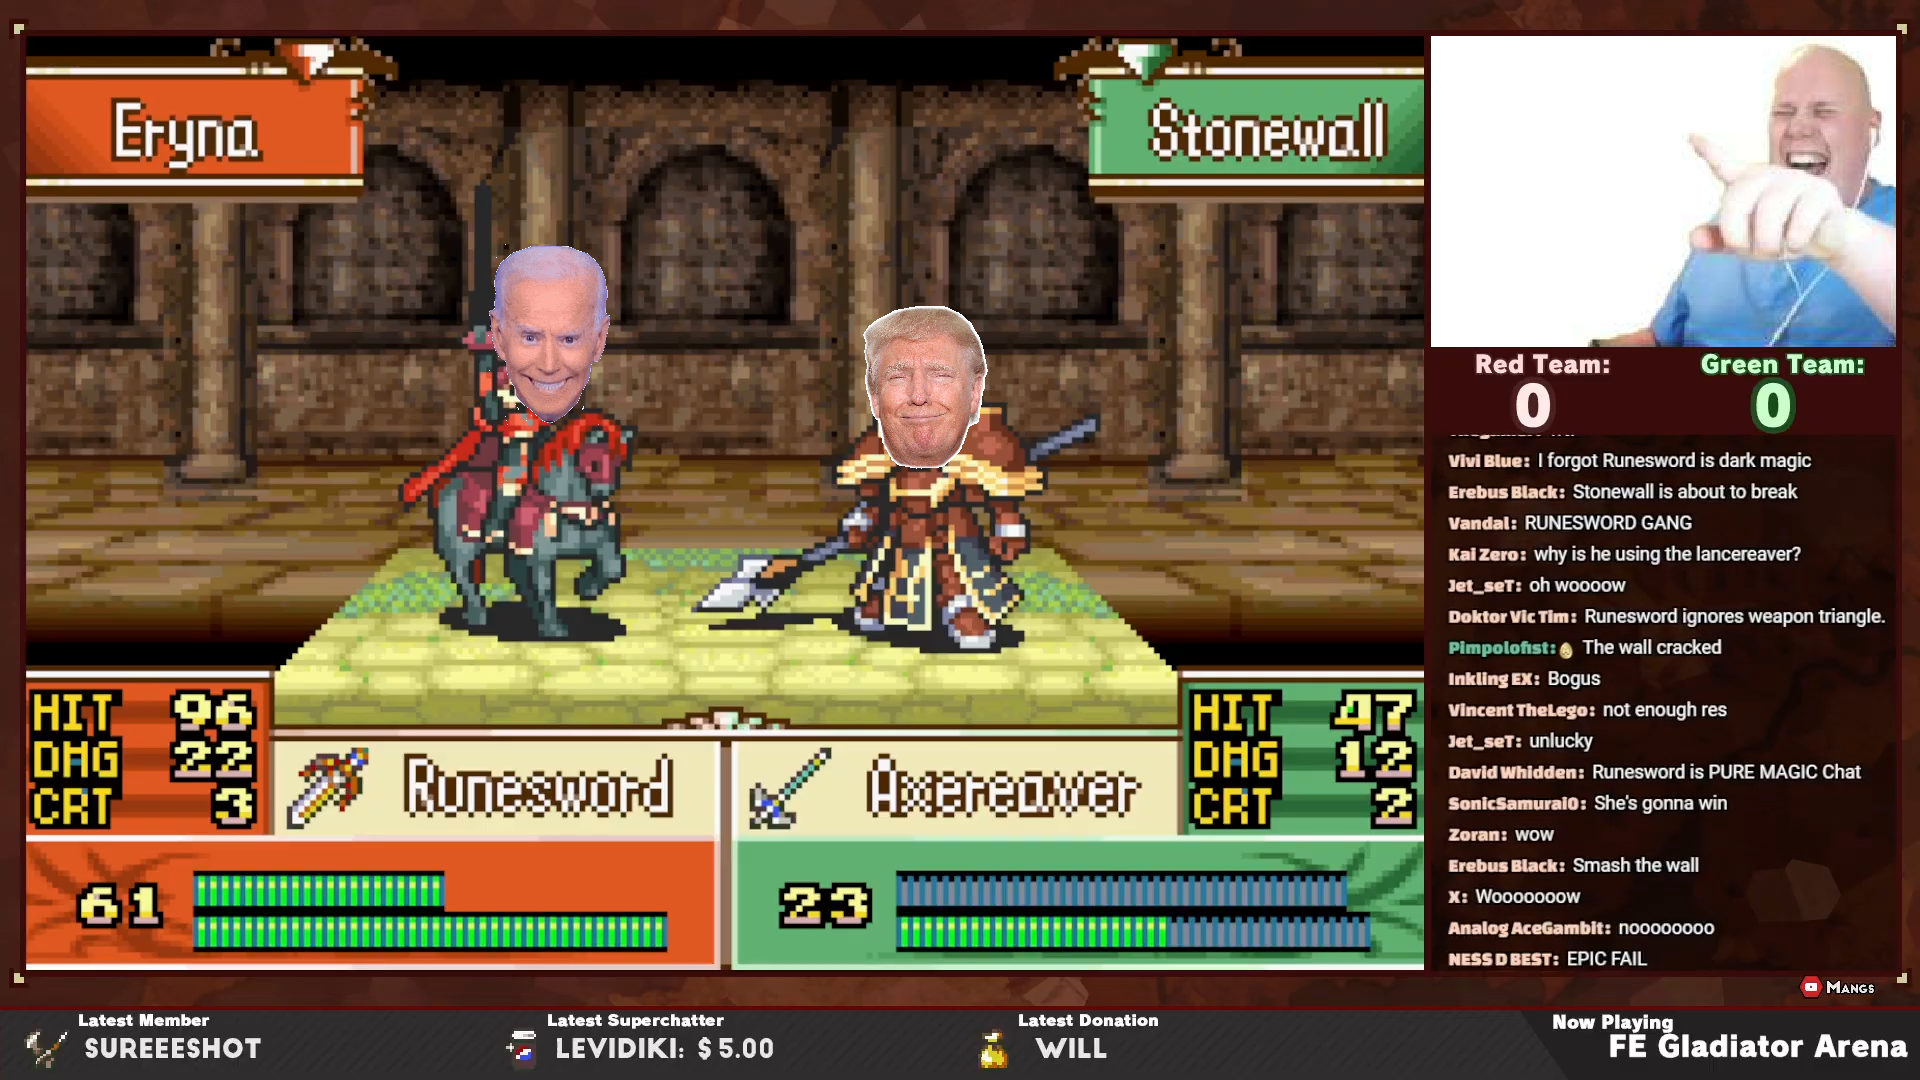 Eryna
Stonewall
HIT 96
DMG 22
CRT 3
Runesword
Axereaver
HIT 47
DMG 12
CRT 2
61
23
Red Team:
0
Green Team:
0
Vivi Blue: I forgot Runesword is dark magic
Erebus Black: Stonewall is about to break
Vandal: RUNESWORD GANG
Kai Zero: why is he using the lancereaver?
Jet_seT: oh woooow
Doktor Vic Tim: Runesword ignores weapon triangle.
Pimpolofist: The wall cracked
Inkling EX: Bogus
Vincent TheLego: not enough res
Jet_seT: unlucky
David Whidden: Runesword is PURE MAGIC Chat
SonicSamurai0: She's gonna win
Zoran: wow
Erebus Black: Smash the wall
X: Wooooooow
Analog AceGambit: noooooooo
NESS D BEST: EPIC FAIL
Mangs
Latest Member
SUREEESHOT
Latest Superchatter
LEVIDIKI: $5.00
Latest Donation
WILL
Now Playing
FE Gladiator Arena